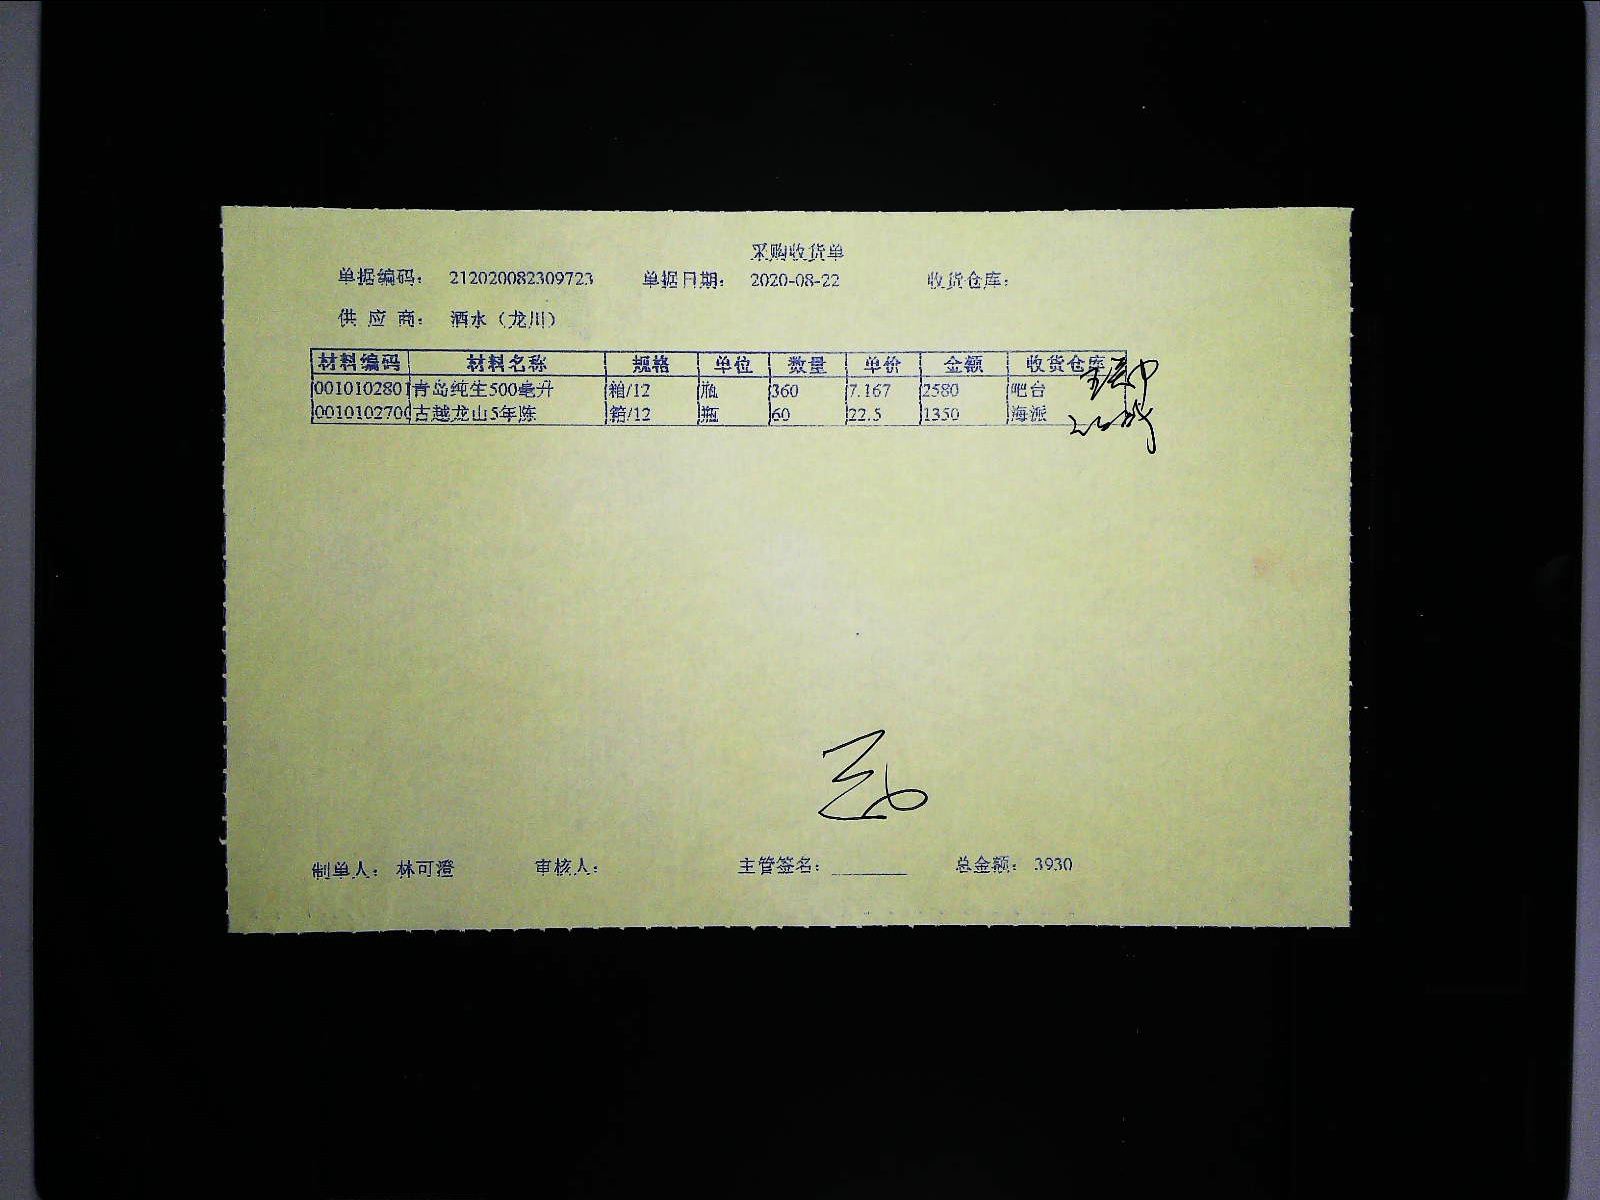 采购收货单
单据编码: 212020082309723 单据日期: 2020-08-22 收货仓库:
供应商: 酒水（龙川）
材料编码 材料名称 规格 单位 数量 单价 金额 收货仓库
0010102801 青岛纯生500毫升 箱/12 瓶 360 7.167 2580 吧台
0010102700 古越龙山5年陈 箱/12 瓶 60 22.5 1350 海派
制单人: 林可澄 审核人: 主管签名: 总金额: 3930